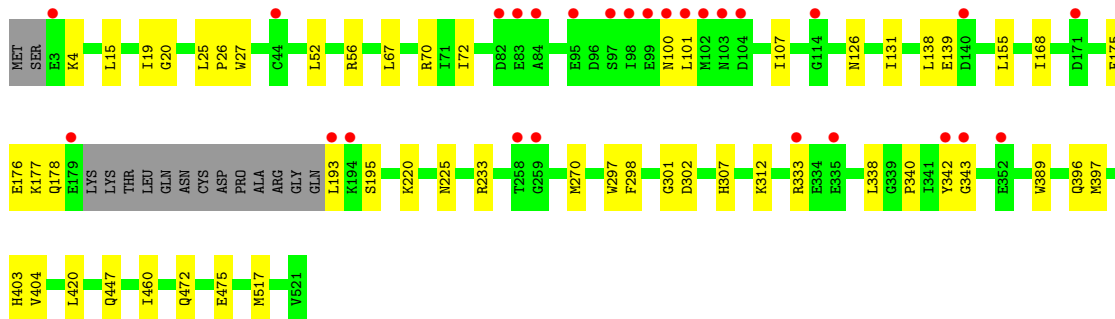 MET SER E3 K4 L15 I19 G20 L25 P26 W27 C44 L52 R56 L67 R70 I71 I72 D82 E83 A84 E95 D96 S97 I98 E99 N100 L101 M102 N103 D104 I107 G114 N126 I131 L138 E139 D140 L155 I168 D171
E176 K177 Q178 E179 LYS LYS THR LEU GLN ASN CYS ASP PRO ALA ARG GLY GLN L193 K194 S195 K220 N225 R233 T258 G259 M270 W297 F298 G301 D302 H307 K312 R333 E334 E335 L338 G339 P340 I341 Y342 G343 E352 W389 Q396 M397
H403 V404 L420 Q447 I460 Q472 E475 M517 V521